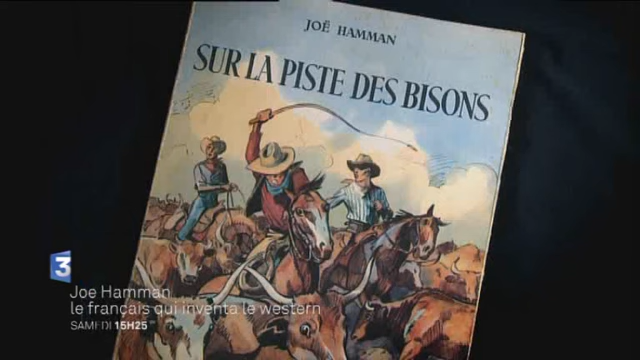 JOË HAMMAN
SUR LA PISTE DES BISONS
3
Joe Hamman
le français qui inventa le western
SAMEDI 15H25